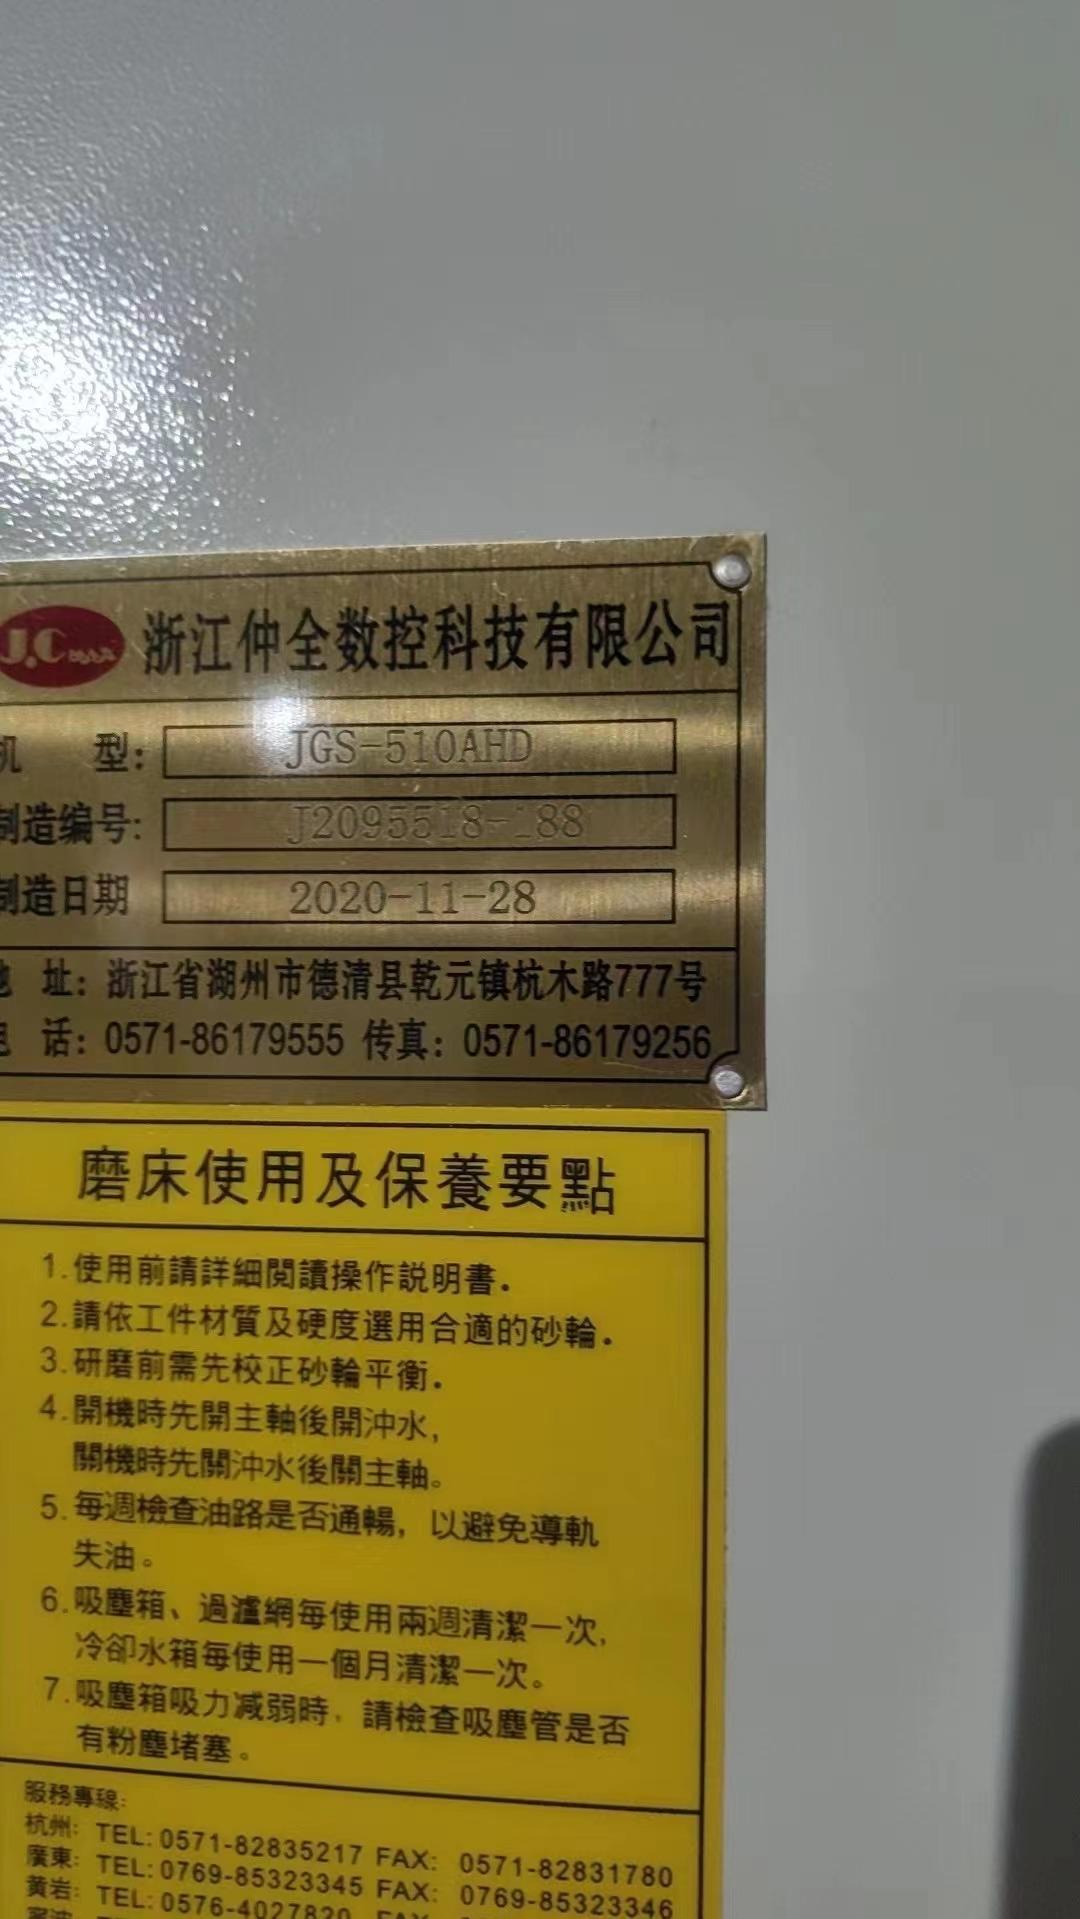 J.C 浙江仲全数控科技有限公司
机 型: JGS-510AHD
制造编号: J2095518-188
制造日期 2020-11-28
地 址: 浙江省湖州市德清县乾元镇杭木路777号
电 话: 0571-86179555 传真: 0571-86179256
磨床使用及保養要點
1.使用前請詳細閱讀操作説明書.
2.請依工件材質及硬度選用合適的砂輪.
3.研磨前需先校正砂輪平衡.
4.開機時先開主軸後開沖水,
關機時先關沖水後關主軸。
5.每週檢查油路是否通暢, 以避免導軌
失油。
6.吸塵箱、過濾網每使用兩週清潔一次,
冷卻水箱每使用一個月清潔一次。
7.吸塵箱吸力减弱時, 請檢查吸塵管是否
有粉塵堵塞。
服務專線:
杭州: TEL: 0571-82835217 FAX: 0571-82831780
廣東: TEL: 0769-85323345 FAX: 0769-85323346
黄岩: TEL: 0576-4027820 FAX